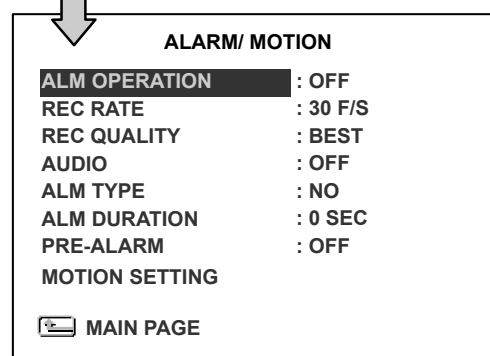 ALARM/ MOTION
ALM OPERATION : OFF
REC RATE : 30 F/S
REC QUALITY : BEST
AUDIO : OFF
ALM TYPE : NO
ALM DURATION : 0 SEC
PRE-ALARM : OFF
MOTION SETTING
MAIN PAGE